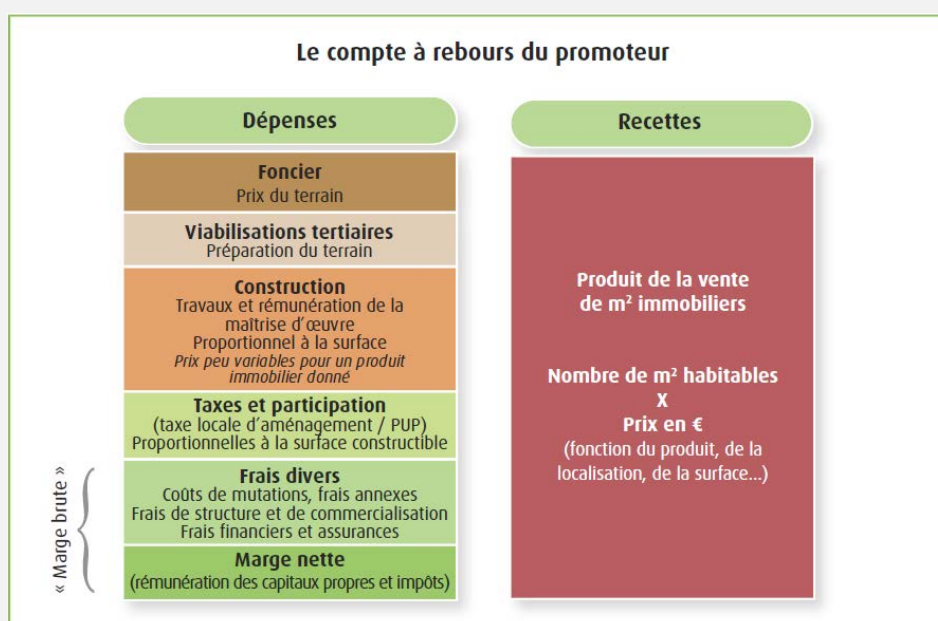 Le compte à rebours du promoteur
Dépenses
Foncier
Prix du terrain
Viabilisations tertiaires
Préparation du terrain
Construction
Travaux et rémunération de la
maîtrise d'œuvre
Proportionnel à la surface
Prix peu variables pour un produit
immobilier donné
Taxes et participation
(taxe locale d'aménagement / PUP)
Proportionnelles à la surface constructible
« Marge brute »
Frais divers
Coûts de mutations, frais annexes
Frais de structure et de commercialisation
Frais financiers et assurances
Marge nette
(rémunération des capitaux propres et impôts)
Recettes
Produit de la vente
de m² immobiliers
Nombre de m² habitables
X
Prix en €
(fonction du produit, de la
localisation, de la surface...)